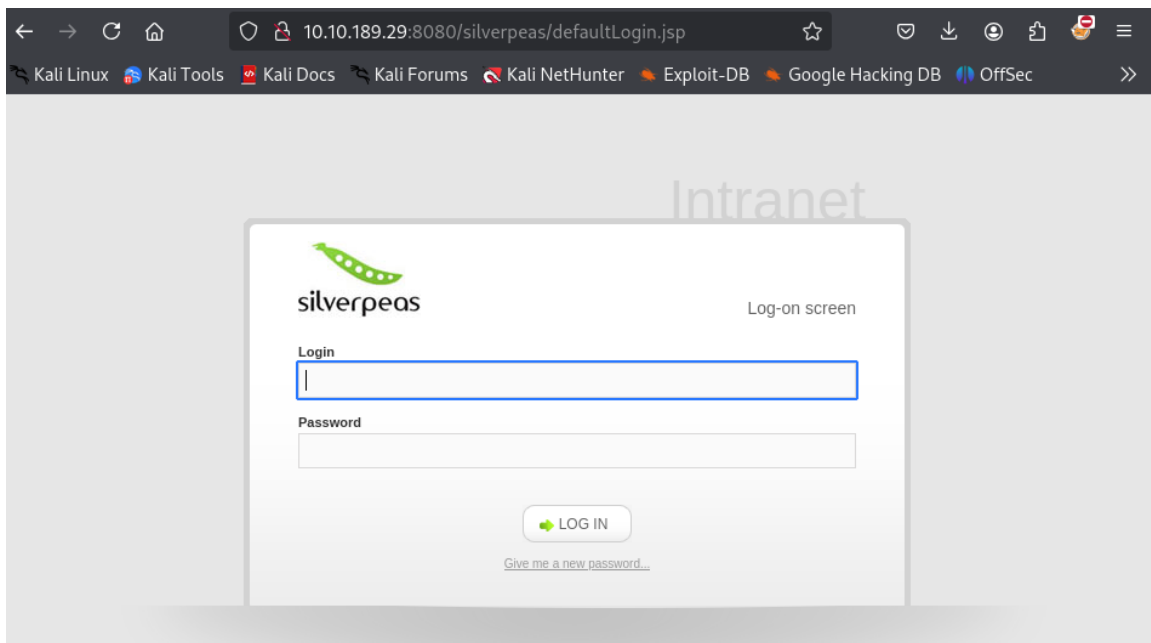 10.10.189.29:8080/silverpeas/defaultLogin.jsp
Kali Linux Kali Tools Kali Docs Kali Forums Kali NetHunter Exploit-DB Google Hacking DB OffSec
Intranet
silverpeas
Log-on screen
Login
Password
LOG IN
Give me a new password...